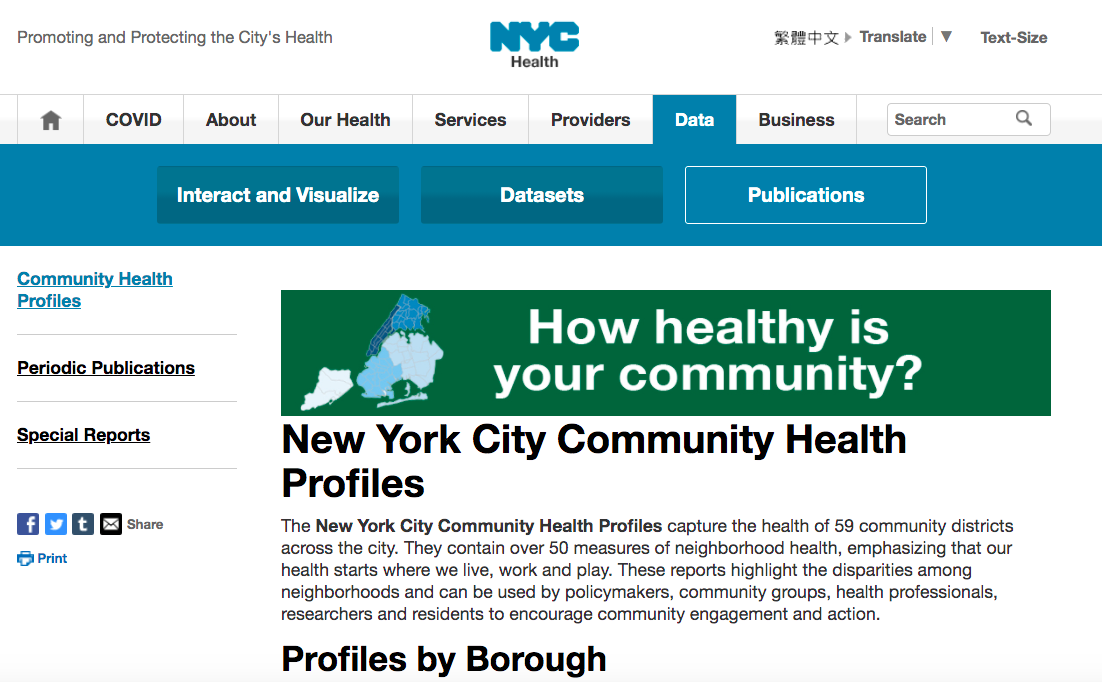 Promoting and Protecting the City's Health
NYC
Health
繁體中文 Translate Text-Size
COVID About Our Health Services Providers Data Business Search
Interact and Visualize Datasets Publications
Community Health
Profiles
Periodic Publications
Special Reports
Share
Print
How healthy is
your community?
New York City Community Health
Profiles
The New York City Community Health Profiles capture the health of 59 community districts
across the city. They contain over 50 measures of neighborhood health, emphasizing that our
health starts where we live, work and play. These reports highlight the disparities among
neighborhoods and can be used by policymakers, community groups, health professionals,
researchers and residents to encourage community engagement and action.
Profiles by Borough